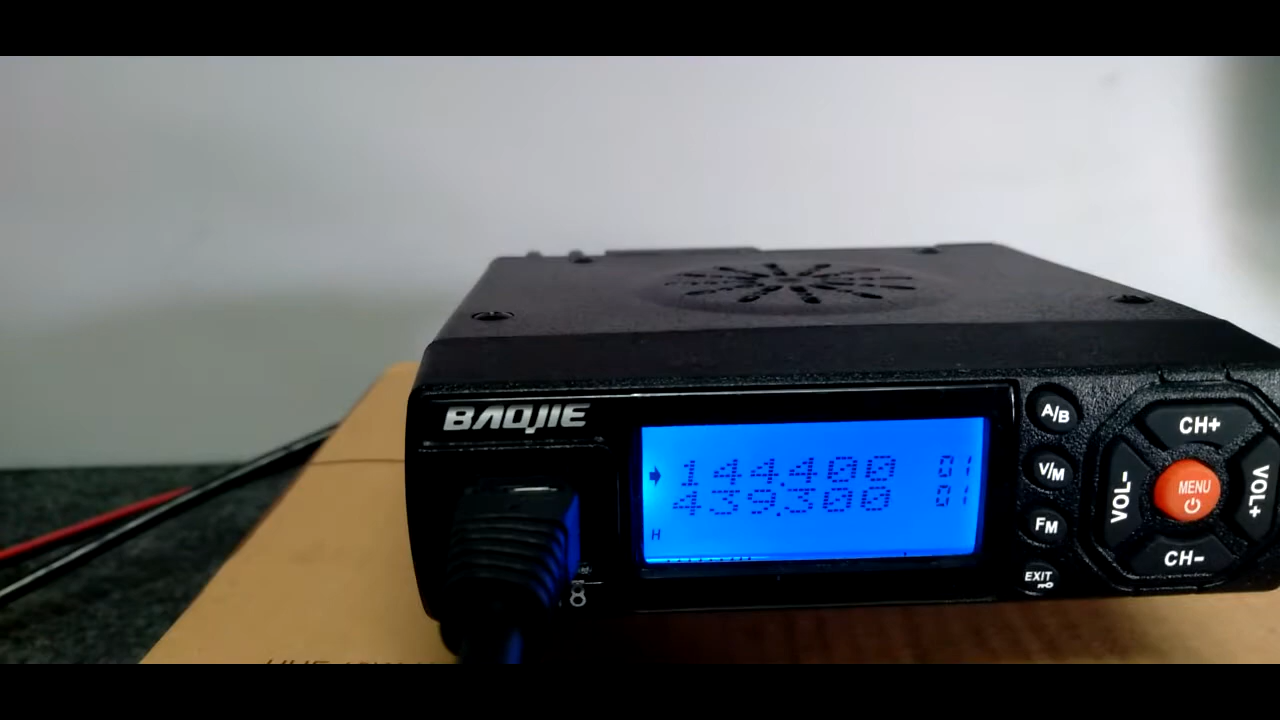 BAOJIE
144.400 01
439.300 01
H
A/B
V/M
FM
EXIT
CH+
VOL-
MENU
VOL+
CH-